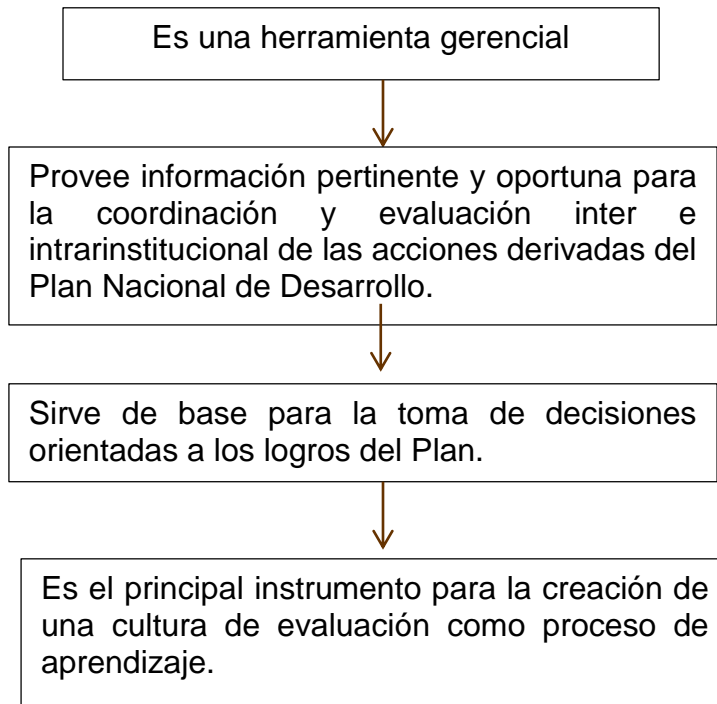 Es una herramienta gerencial
Provee información pertinente y oportuna para
la coordinación y evaluación inter e
intrarinstitucional de las acciones derivadas del
Plan Nacional de Desarrollo.
Sirve de base para la toma de decisiones
orientadas a los logros del Plan.
Es el principal instrumento para la creación de
una cultura de evaluación como proceso de
aprendizaje.